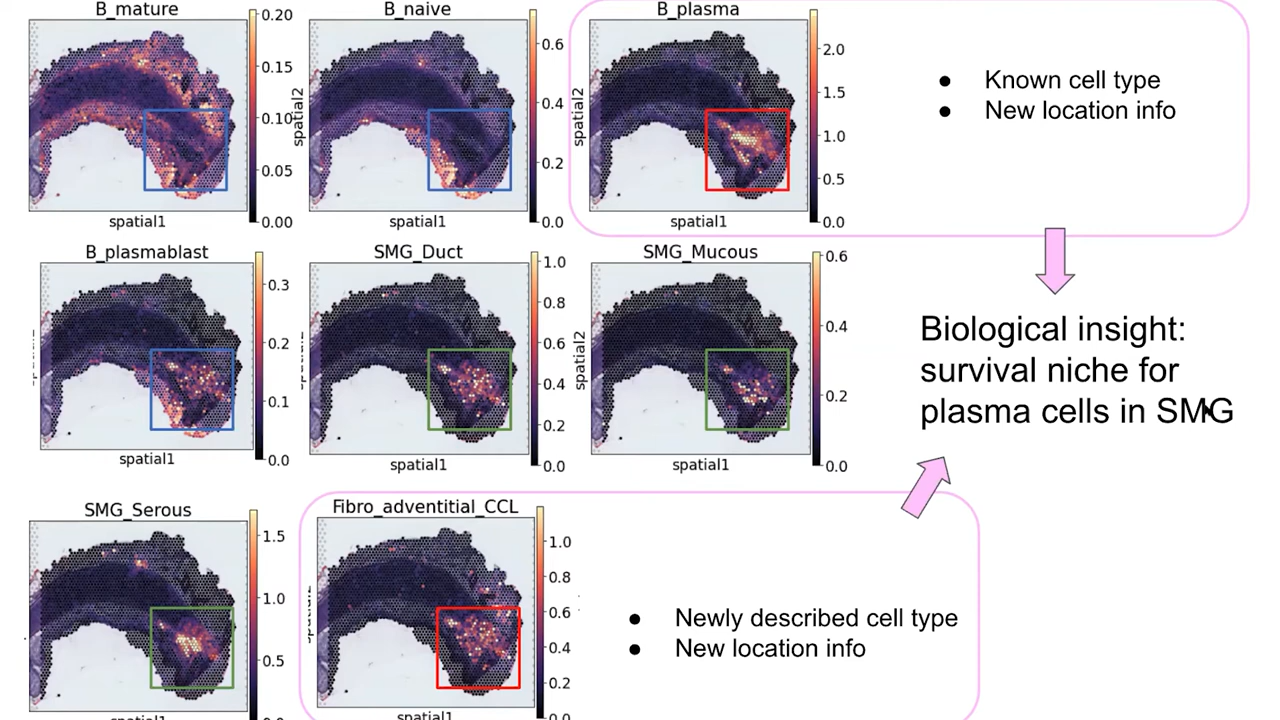 B_mature
0.20
0.15
0.10
0.05
0.00
spatial1
B_naive
0.6
0.4
0.2
0.0
spatial2
spatial1
B_plasma
2.0
1.5
1.0
0.5
0.0
spatial2
spatial1
● Known cell type
● New location info
B_plasmablast
0.3
0.2
0.1
0.0
spatial1
SMG_Duct
1.0
0.8
0.6
0.4
0.2
0.0
spatial1
SMG_Mucous
0.6
0.4
0.2
0.0
spatial2
spatial1
Biological insight:
survival niche for
plasma cells in SMG
SMG_Serous
1.5
1.0
0.5
0.0
spatial1
Fibro_adventitial_CCL
1.0
0.8
0.6
0.4
0.2
0.0
spatial1
● Newly described cell type
● New location info